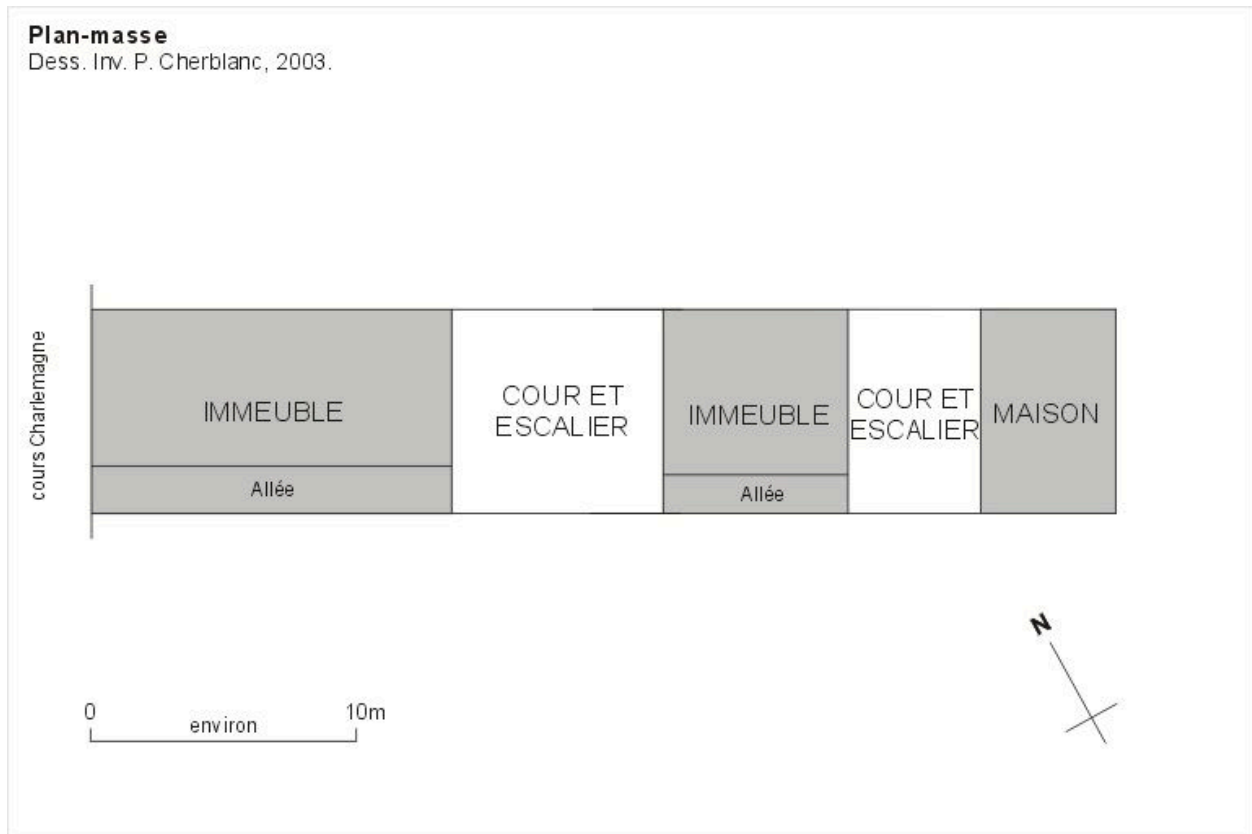 Plan-masse
Dess. Inv. P. Cherblanc, 2003.
cours Charlemagne
IMMEUBLE
Allée
COUR ET
ESCALIER
IMMEUBLE
Allée
COUR ET
ESCALIER
MAISON
N
0 10m
environ